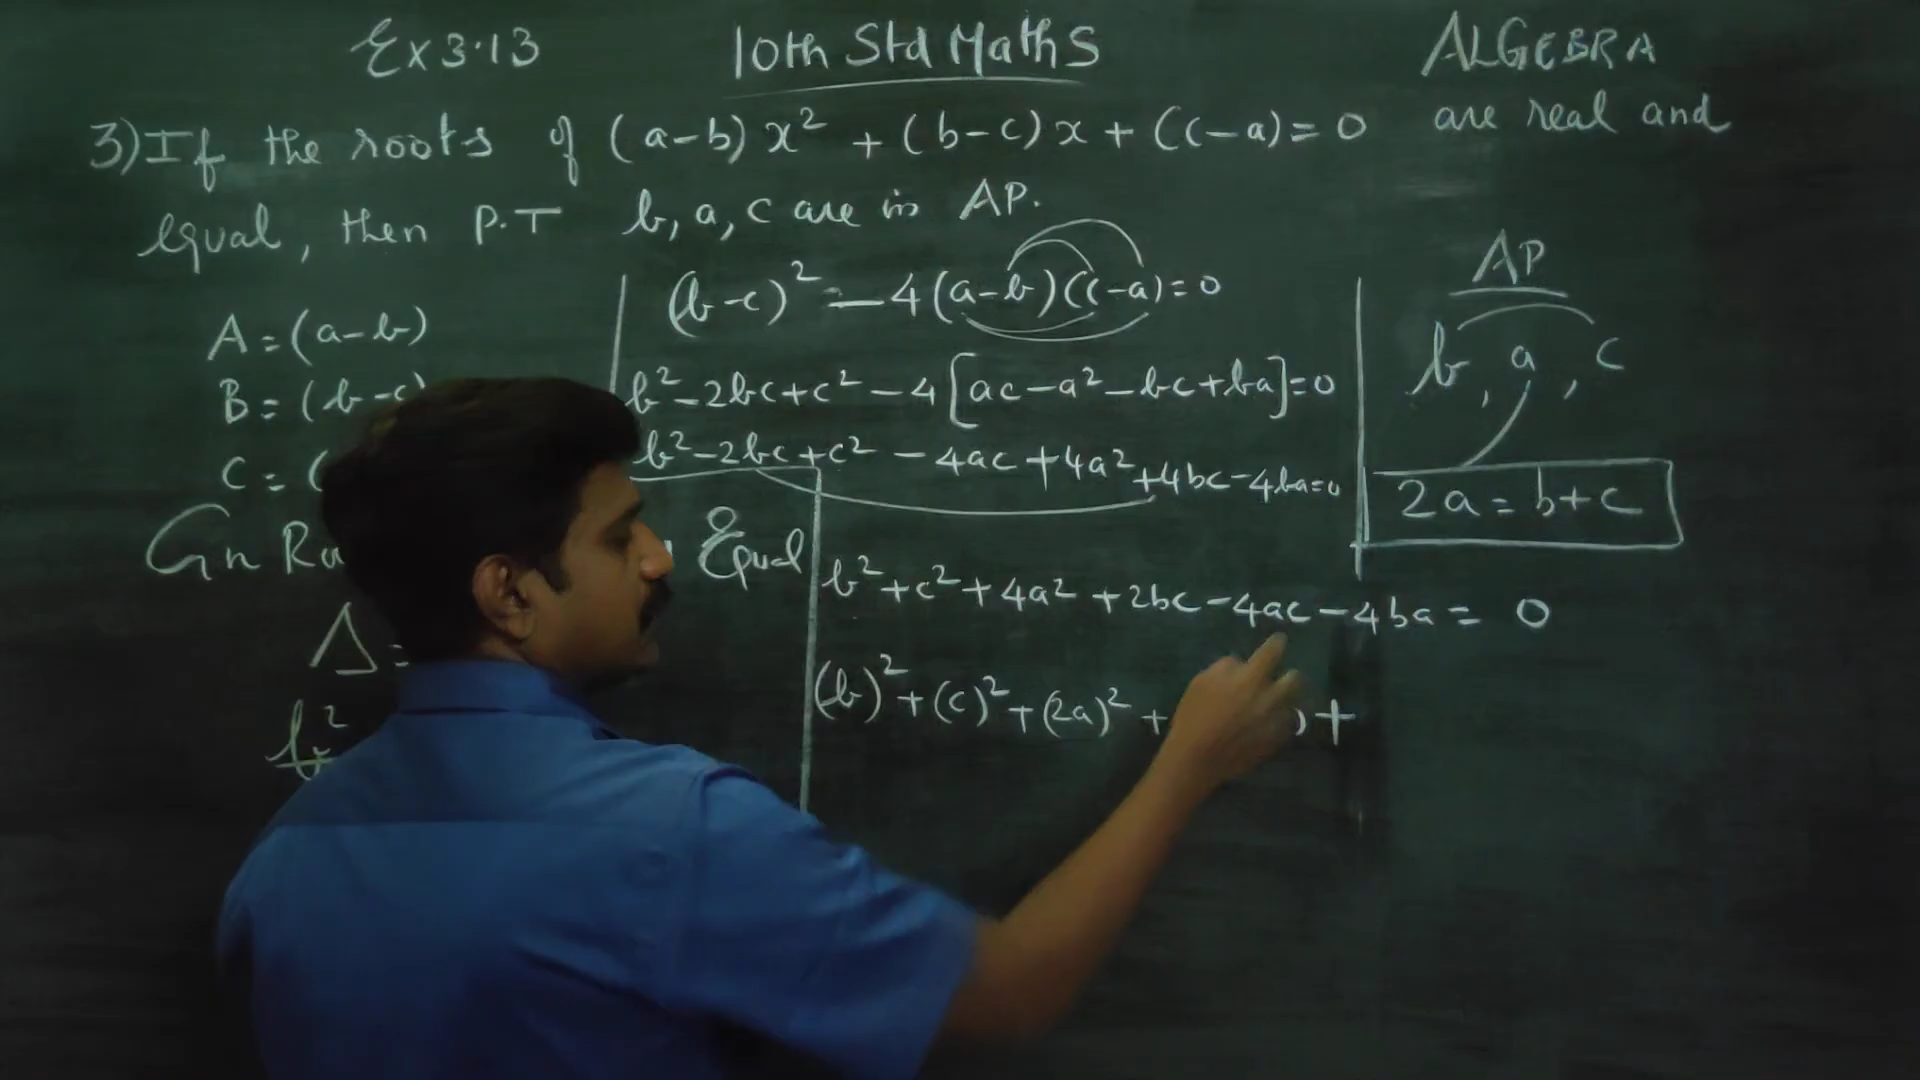 Ex 3.13 10th Std Maths ALGEBRA
3) If the roots of (a-b)x² + (b-c)x + (c-a) = 0 are real and
equal, then P.T b, a, c are in AP.
A = (a-b)
B = (b-c)
C = (
Gn Equal
Δ =
b²
(b-c)² - 4(a-b)(c-a) = 0
b² - 2bc + c² - 4[ac - a² - bc + ba] = 0
b² - 2bc + c² - 4ac + 4a² + 4bc - 4ba = 0
b² + c² + 4a² + 2bc - 4ac - 4ba = 0
(b)² + (c)² + (2a)² + ) +
AP
b, a, c
2a = b + c